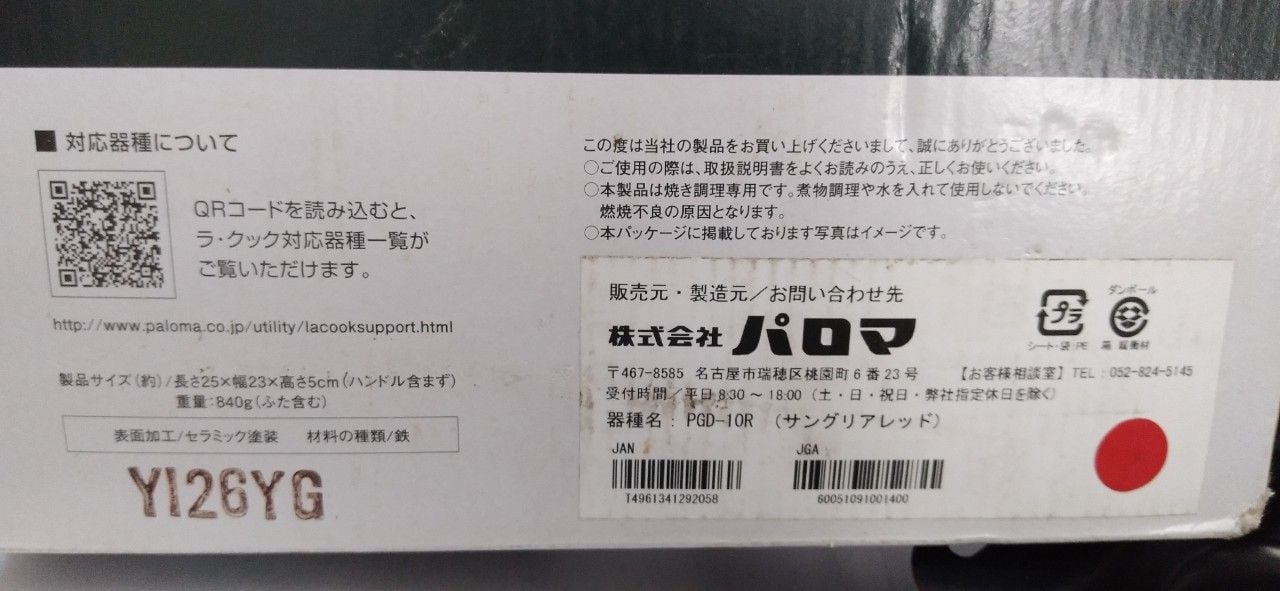 ■ 対応器種について
QRコードを読み込むと、
ラ・クック対応器種一覧が
ご覧いただけます。
http://www.paloma.co.jp/utility/lacooksupport.html
製品サイズ(約)/長さ25×幅23×高さ5cm(ハンドル含まず)
重量:840g(ふた含む)
表面加工/セラミック塗装 材料の種類/鉄
YI26YG
この度は当社の製品をお買い上げくださいまして、誠にありがとうございました。
○ご使用の際は、取扱説明書をよくお読みのうえ、正しくお使いください。
○本製品は焼き調理専用です。煮物調理や水を入れて使用しないでください。
燃焼不良の原因となります。
○本パッケージに掲載しております写真はイメージです。
販売元・製造元/お問い合わせ先
株式会社 パロマ
プラ
シート・袋:PE
ダンボール
箱 緩衝材
〒467-8585 名古屋市瑞穂区桃園町6番23号 【お客様相談室】TEL:052-824-5145
受付時間/平日8:30~18:00(土・日・祝日・弊社指定休日を除く)
器種名: PGD-10R (サングリアレッド)
JAN
T4961341292058
JGA
60051091001400